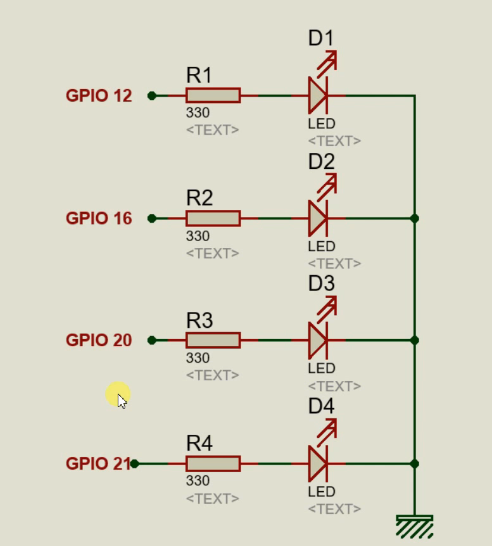 D1
R1
GPIO 12
330
<TEXT>
LED
<TEXT>
D2
R2
GPIO 16
330
<TEXT>
LED
<TEXT>
D3
R3
GPIO 20
330
<TEXT>
LED
<TEXT>
D4
R4
GPIO 21
330
<TEXT>
LED
<TEXT>